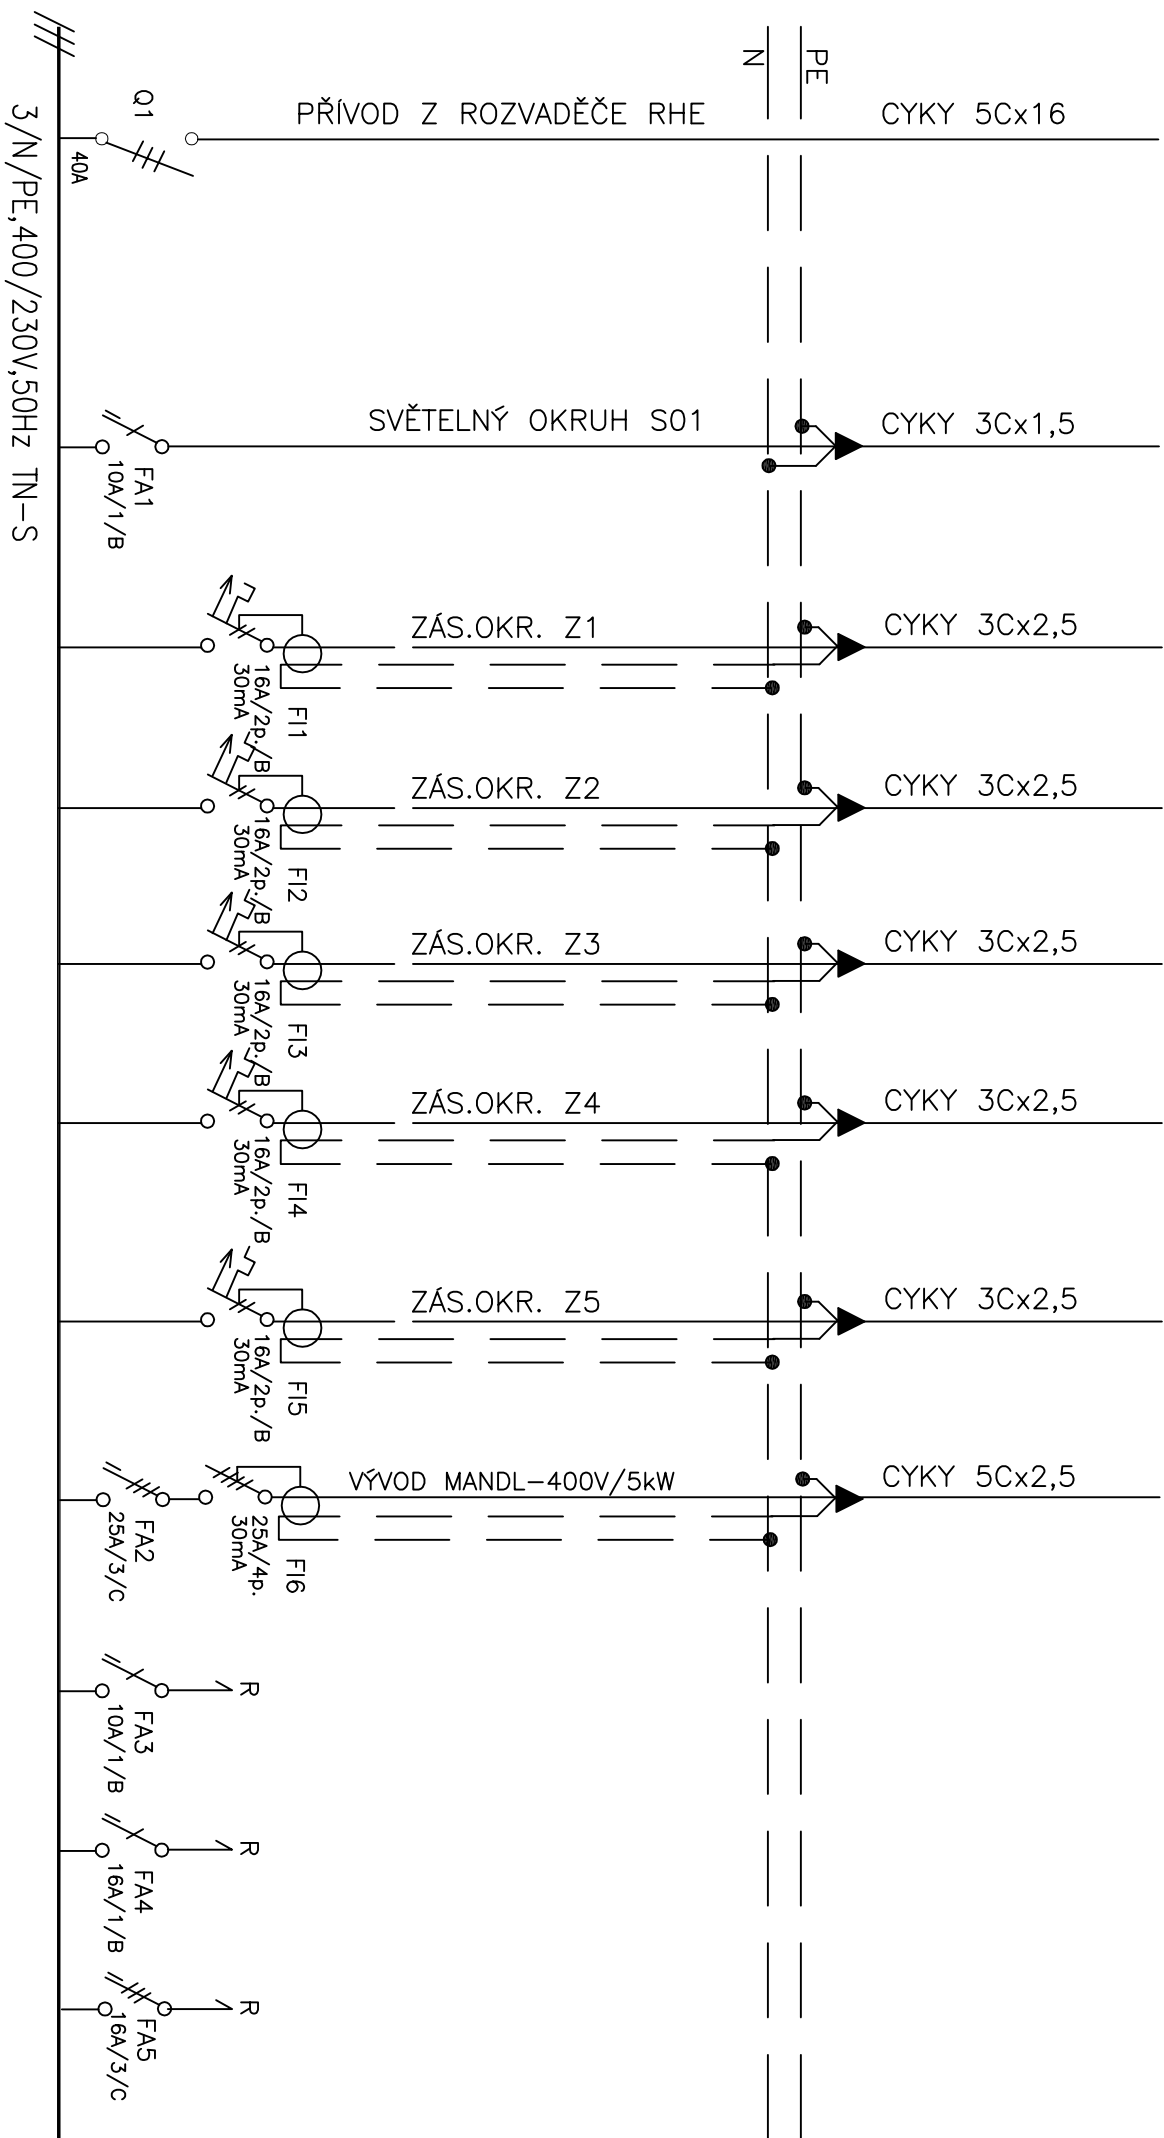 3/N/PE,400/230V,50Hz TN-S
N
PE
Q1
40A
PŘÍVOD Z ROZVADĚČE RHE
CYKY 5Cx16
FA1
10A/1/B
SVĚTELNÝ OKRUH S01
CYKY 3Cx1,5
FI1
16A/2p./B
30mA
ZÁS.OKR. Z1
CYKY 3Cx2,5
FI2
16A/2p./B
30mA
ZÁS.OKR. Z2
CYKY 3Cx2,5
FI3
16A/2p./B
30mA
ZÁS.OKR. Z3
CYKY 3Cx2,5
FI4
16A/2p./B
30mA
ZÁS.OKR. Z4
CYKY 3Cx2,5
FI5
16A/2p./B
30mA
ZÁS.OKR. Z5
CYKY 3Cx2,5
FA2
25A/3/C
FI6
25A/4p.
30mA
VÝVOD MANDL-400V/5kW
CYKY 5Cx2,5
FA3
10A/1/B
R
FA4
16A/1/B
R
FA5
16A/3/C
R